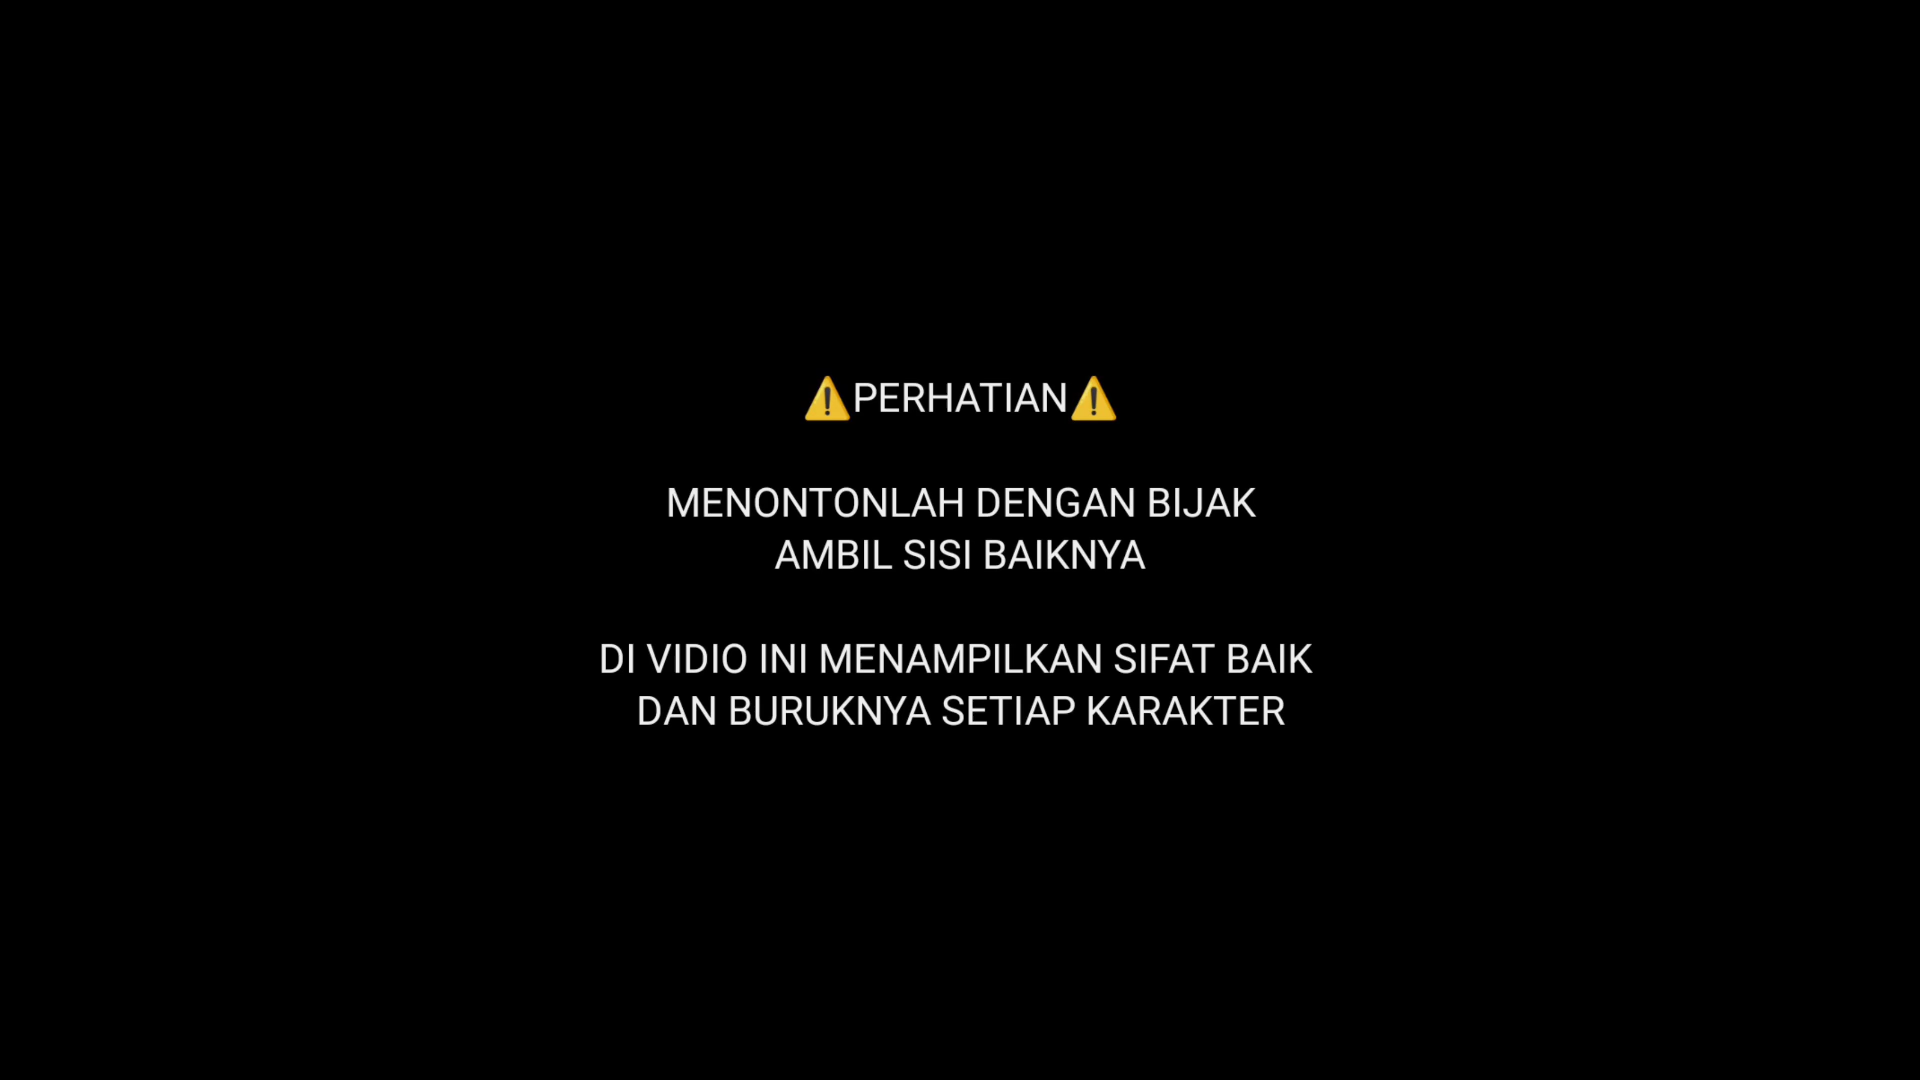 ⚠️PERHATIAN⚠️
MENONTONLAH DENGAN BIJAK
AMBIL SISI BAIKNYA
DI VIDIO INI MENAMPILKAN SIFAT BAIK
DAN BURUKNYA SETIAP KARAKTER